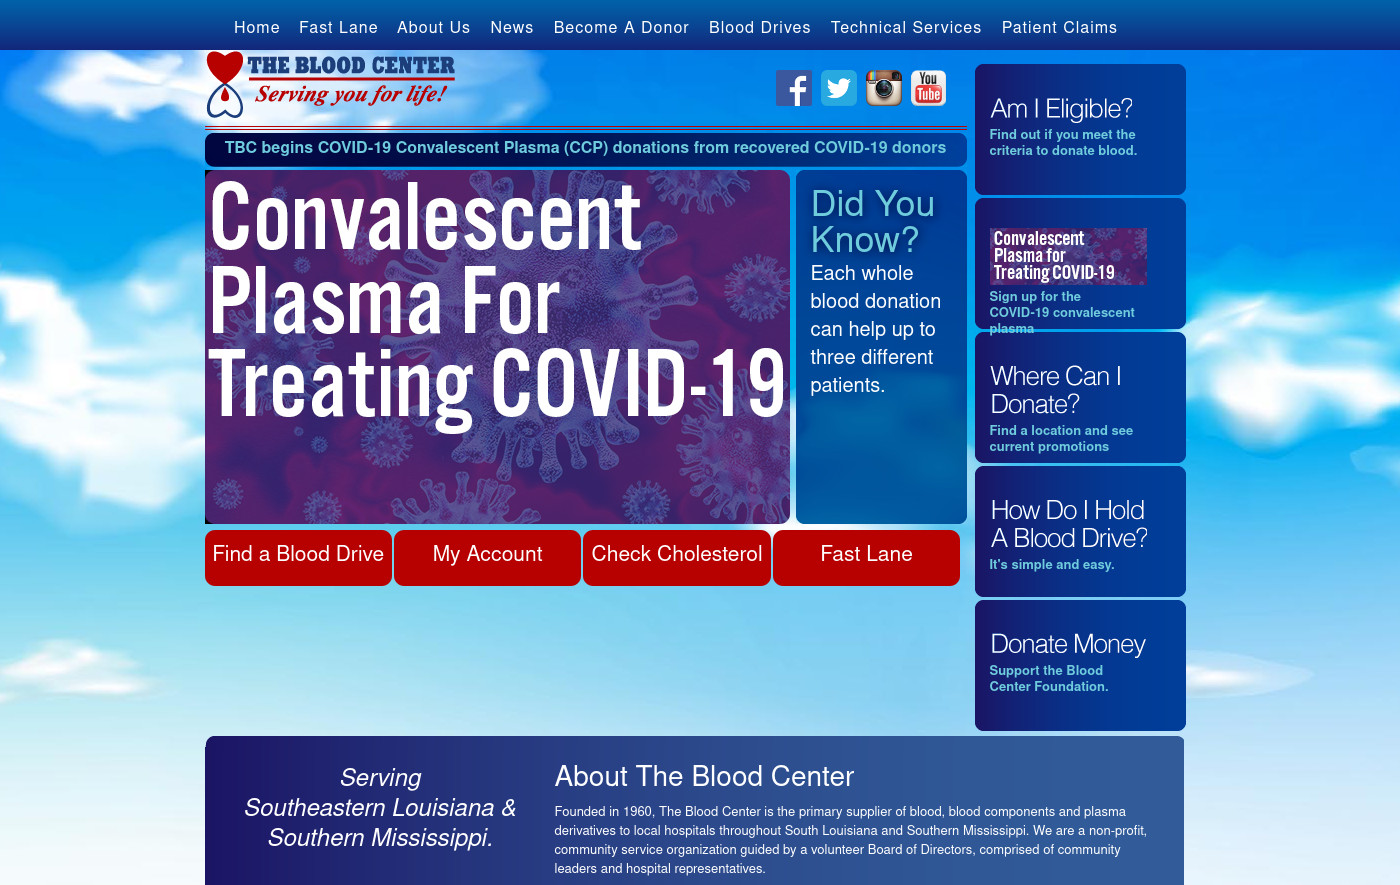 Home Fast Lane About Us News Become A Donor Blood Drives Technical Services Patient Claims
THE BLOOD CENTER
Serving you for life!
You
Tube
TBC begins COVID-19 Convalescent Plasma (CCP) donations from recovered COVID-19 donors
Convalescent
Plasma For
Treating COVID-19
Did You
Know?
Each whole
blood donation
can help up to
three different
patients.
Find a Blood Drive
My Account
Check Cholesterol
Fast Lane
Am I Eligible?
Find out if you meet the
criteria to donate blood.
Convalescent
Plasma for
Treating COVID-19
Sign up for the
COVID-19 convalescent
plasma
Where Can I
Donate?
Find a location and see
current promotions
How Do I Hold
A Blood Drive?
It's simple and easy.
Donate Money
Support the Blood
Center Foundation.
Serving
Southeastern Louisiana &
Southern Mississippi.
About The Blood Center
Founded in 1960, The Blood Center is the primary supplier of blood, blood components and plasma
derivatives to local hospitals throughout South Louisiana and Southern Mississippi. We are a non-profit,
community service organization guided by a volunteer Board of Directors, comprised of community
leaders and hospital representatives.